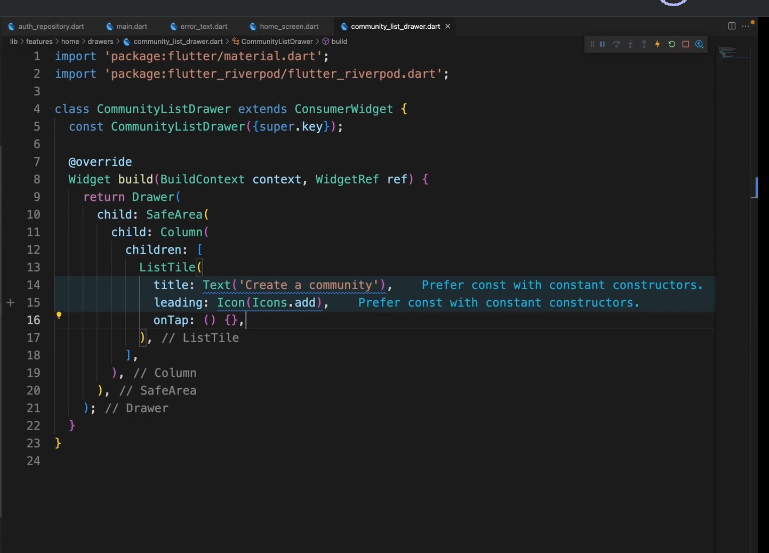 auth_repository.dart main.dart error_text.dart home_screen.dart community_list_drawer.dart ×
lib > features > home > drawers > community_list_drawer.dart > CommunityListDrawer > build
1 import 'package:flutter/material.dart';
2 import 'package:flutter_riverpod/flutter_riverpod.dart';
3
4 class CommunityListDrawer extends ConsumerWidget {
5   const CommunityListDrawer({super.key});
6
7   @override
8   Widget build(BuildContext context, WidgetRef ref) {
9     return Drawer(
10       child: SafeArea(
11         child: Column(
12           children: [
13             ListTile(
14               title: Text('Create a community'),    Prefer const with constant constructors.
15               leading: Icon(Icons.add),    Prefer const with constant constructors.
16               onTap: () {},
17             ), // ListTile
18           ],
19         ), // Column
20       ), // SafeArea
21     ); // Drawer
22   }
23 }
24